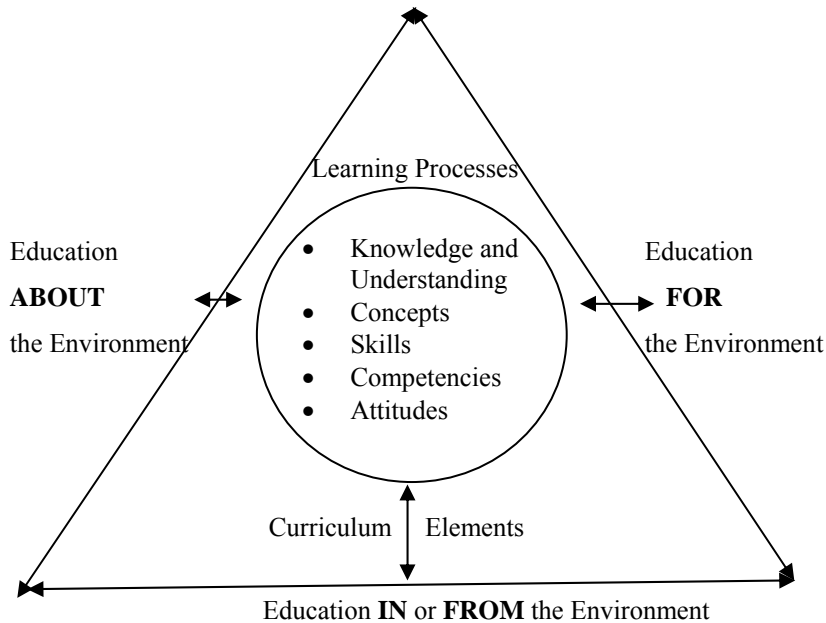 Learning Processes
• Knowledge and
Understanding
• Concepts
• Skills
• Competencies
• Attitudes
Education
ABOUT
the Environment
Education
FOR
the Environment
Curriculum Elements
Education IN or FROM the Environment